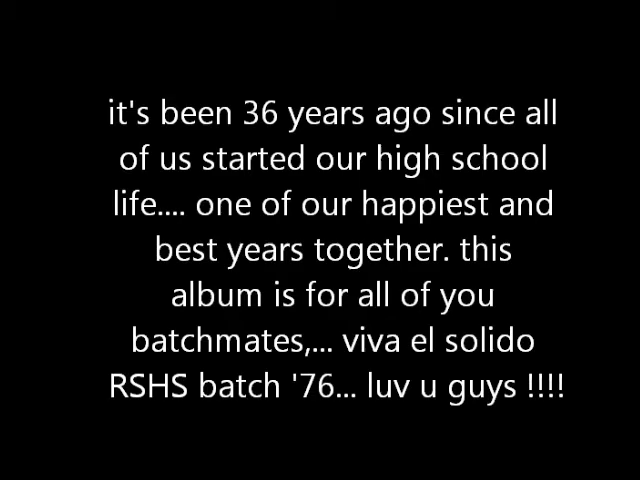 it's been 36 years ago since all
of us started our high school
life.... one of our happiest and
best years together. this
album is for all of you
batchmates,... viva el solido
RSHS batch '76... luv u guys !!!!